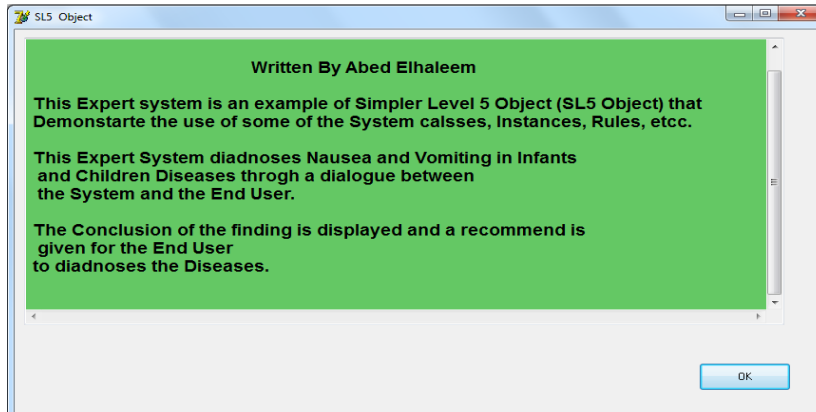 SL5 Object
Written By Abed Elhaleem
This Expert system is an example of Simpler Level 5 Object (SL5 Object) that
Demonstarte the use of some of the System calsses, Instances, Rules, etcc.
This Expert System diadnoses Nausea and Vomiting in Infants
and Children Diseases throgh a dialogue between
the System and the End User.
The Conclusion of the finding is displayed and a recommend is
given for the End User
to diadnoses the Diseases.
OK